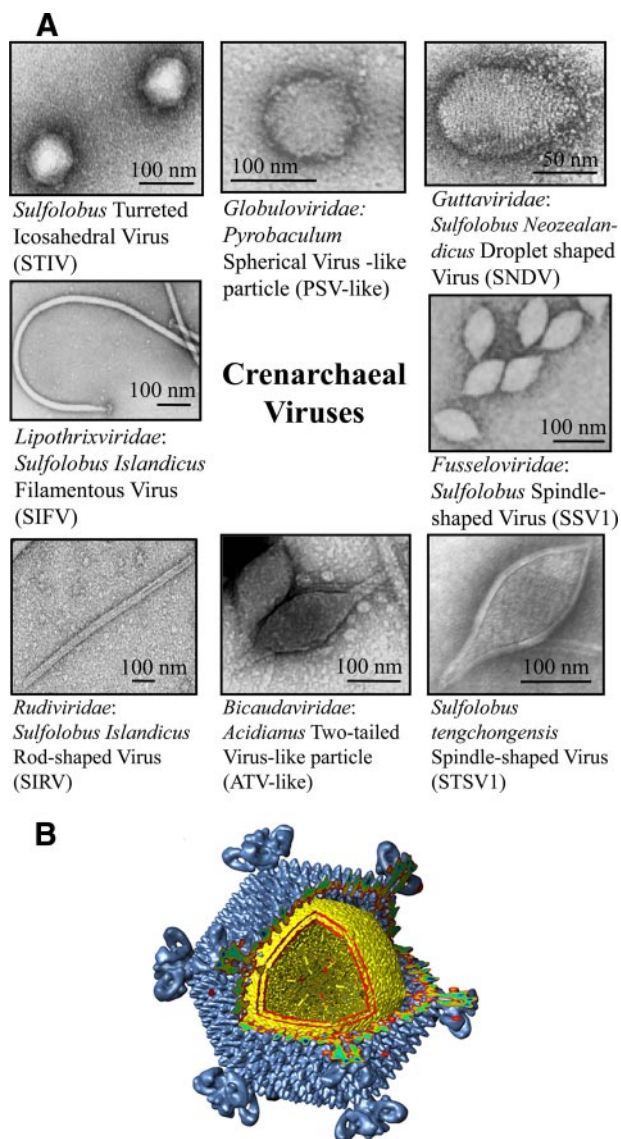 A
100 nm
100 nm
50 nm
Sulfolobus Turreted
Icosahedral Virus
(STIV)
Globuloviridae:
Pyrobaculum
Spherical Virus -like
particle (PSV-like)
Guttaviridae:
Sulfolobus Neozealan-
dicus Droplet shaped
Virus (SNDV)
100 nm
Crenarchaeal
Viruses
100 nm
Lipothrixviridae:
Sulfolobus Islandicus
Filamentous Virus
(SIFV)
Fusseloviridae:
Sulfolobus Spindle-
shaped Virus (SSV1)
100 nm
100 nm
100 nm
Rudiviridae:
Sulfolobus Islandicus
Rod-shaped Virus
(SIRV)
Bicaudaviridae:
Acidianus Two-tailed
Virus-like particle
(ATV-like)
Sulfolobus
tengchongensis
Spindle-shaped Virus
(STSV1)
B